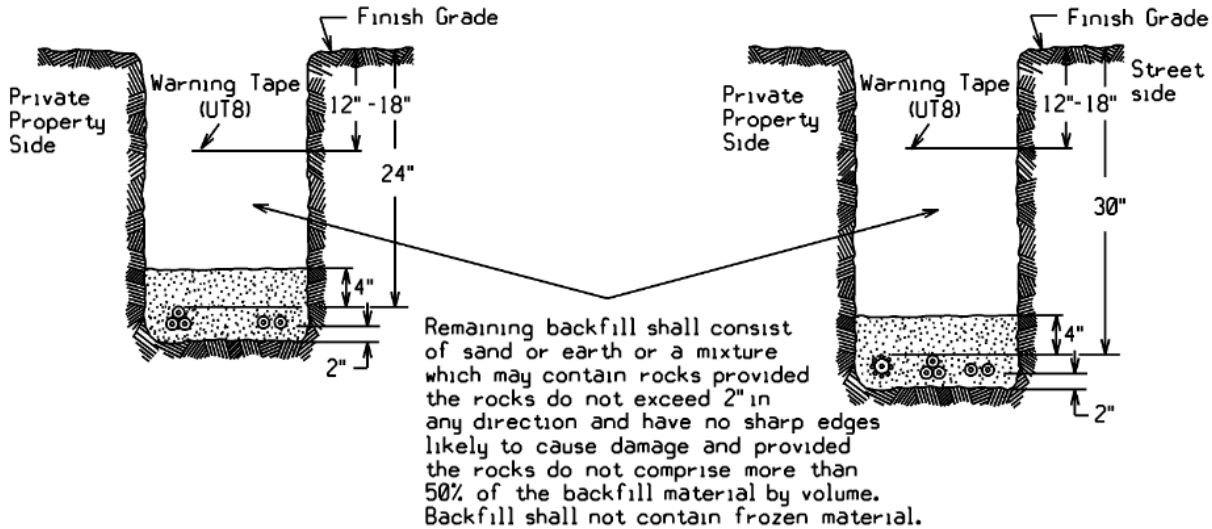 Finish Grade
Warning Tape
(UT8)
12" -18"
Private
Property
Side
24"
4"
2"
Finish Grade
Street
side
Warning Tape
(UT8)
12"-18"
Private
Property
Side
30"
4"
2"
Remaining backfill shall consist
of sand or earth or a mixture
which may contain rocks provided
the rocks do not exceed 2" in
any direction and have no sharp edges
likely to cause damage and provided
the rocks do not comprise more than
50% of the backfill material by volume.
Backfill shall not contain frozen material.